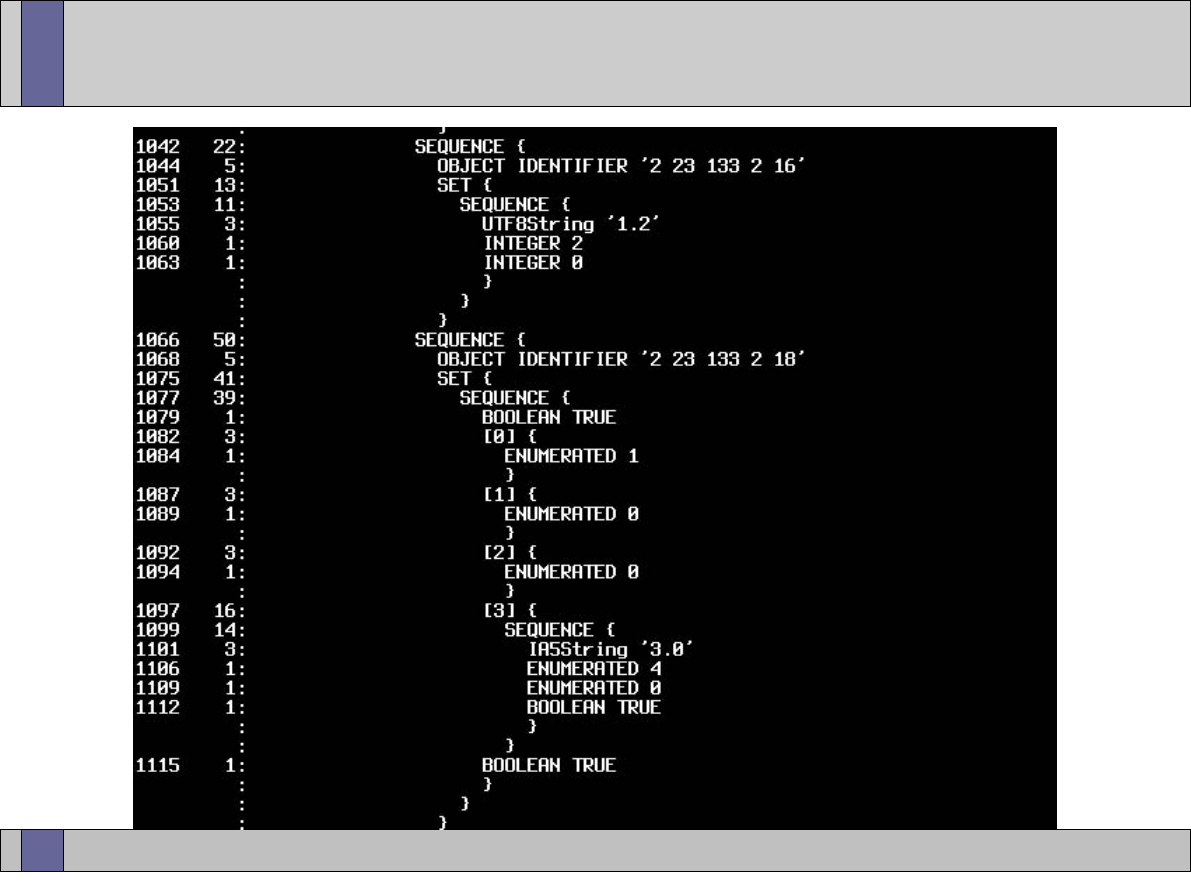 : }
1042 22: SEQUENCE {
1044 5: OBJECT IDENTIFIER '2 23 133 2 16'
1051 13: SET {
1053 11: SEQUENCE {
1055 3: UTF8String '1.2'
1060 1: INTEGER 2
1063 1: INTEGER 0
: }
: }
: }
1066 50: SEQUENCE {
1068 5: OBJECT IDENTIFIER '2 23 133 2 18'
1075 41: SET {
1077 39: SEQUENCE {
1079 1: BOOLEAN TRUE
1082 3: [0] {
1084 1: ENUMERATED 1
: }
1087 3: [1] {
1089 1: ENUMERATED 0
: }
1092 3: [2] {
1094 1: ENUMERATED 0
: }
1097 16: [3] {
1099 14: SEQUENCE {
1101 3: IA5String '3.0'
1106 1: ENUMERATED 4
1109 1: ENUMERATED 0
1112 1: BOOLEAN TRUE
: }
: }
1115 1: BOOLEAN TRUE
: }
: }
: }